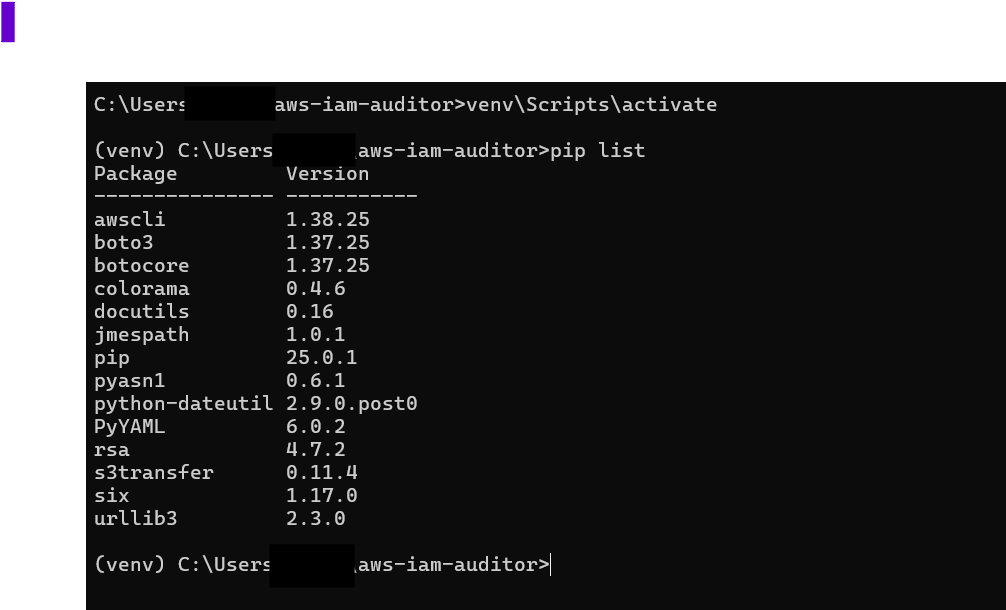 C:\Users aws-iam-auditor>venv\Scripts\activate
(venv) C:\Users \aws-iam-auditor>pip list
Package Version
--------------- -----------
awscli 1.38.25
boto3 1.37.25
botocore 1.37.25
colorama 0.4.6
docutils 0.16
jmespath 1.0.1
pip 25.0.1
pyasn1 0.6.1
python-dateutil 2.9.0.post0
PyYAML 6.0.2
rsa 4.7.2
s3transfer 0.11.4
six 1.17.0
urllib3 2.3.0
(venv) C:\Users \aws-iam-auditor>